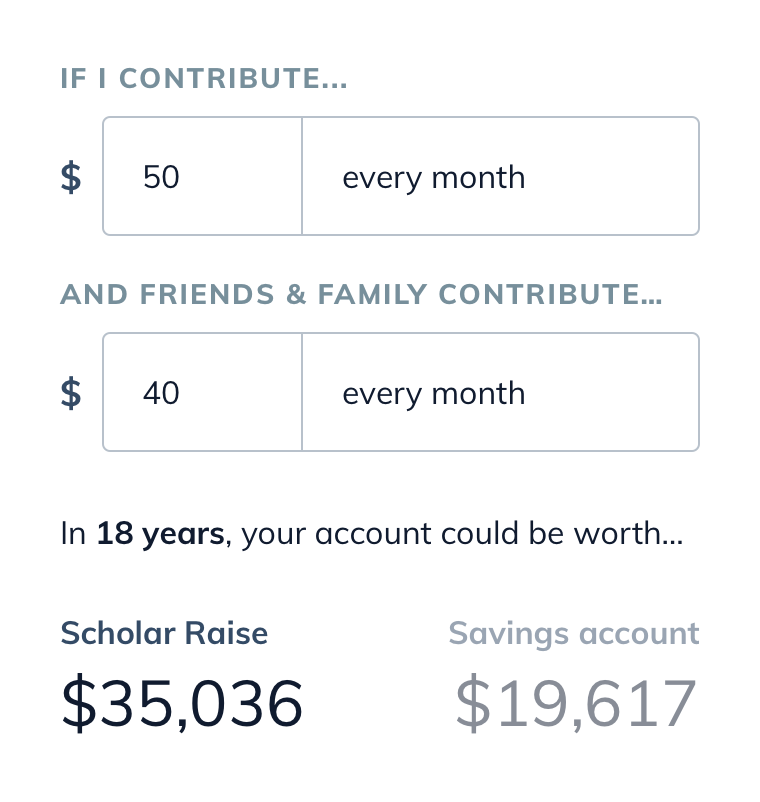 IF I CONTRIBUTE...
$ 50 every month
AND FRIENDS & FAMILY CONTRIBUTE...
$ 40 every month
In 18 years, your account could be worth...
Scholar Raise Savings account
$35,036 $19,617